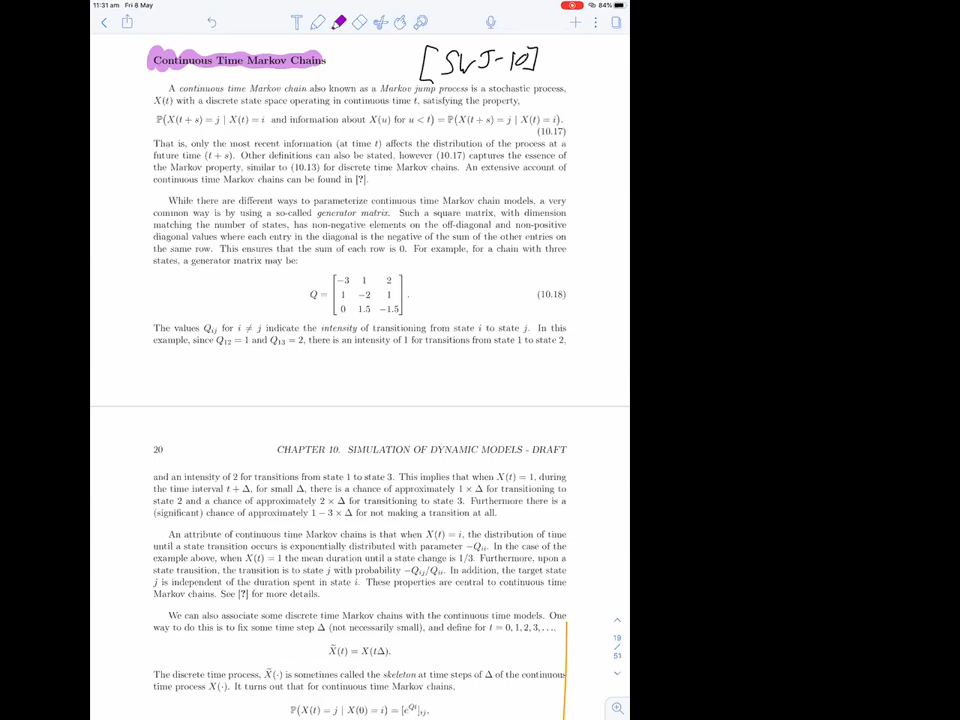 11:31 am Fri 8 May
84%
Continuous Time Markov Chains
[SWJ-10]
A continuous time Markov chain also known as a Markov jump process is a stochastic process,
X(t) with a discrete state space operating in continuous time t, satisfying the property,
ℙ(X(t + s) = j | X(t) = i and information about X(u) for u < t) = ℙ(X(t + s) = j | X(t) = i).
(10.17)
That is, only the most recent information (at time t) affects the distribution of the process at a
future time (t + s). Other definitions can also be stated, however (10.17) captures the essence of
the Markov property, similar to (10.13) for discrete time Markov chains. An extensive account of
continuous time Markov chains can be found in [?].
While there are different ways to parameterize continuous time Markov chain models, a very
common way is by using a so-called generator matrix. Such a square matrix, with dimension
matching the number of states, has non-negative elements on the off-diagonal and non-positive
diagonal values where each entry in the diagonal is the negative of the sum of the other entries on
the same row. This ensures that the sum of each row is 0. For example, for a chain with three
states, a generator matrix may be:
−3 1 2
Q = 1 −2 1 . (10.18)
0 1.5 −1.5
The values Qij for i ≠ j indicate the intensity of transitioning from state i to state j. In this
example, since Q12 = 1 and Q13 = 2, there is an intensity of 1 for transitions from state 1 to state 2,
20 CHAPTER 10. SIMULATION OF DYNAMIC MODELS - DRAFT
and an intensity of 2 for transitions from state 1 to state 3. This implies that when X(t) = 1, during
the time interval t + Δ, for small Δ, there is a chance of approximately 1 × Δ for transitioning to
state 2 and a chance of approximately 2 × Δ for transitioning to state 3. Furthermore there is a
(significant) chance of approximately 1 − 3 × Δ for not making a transition at all.
An attribute of continuous time Markov chains is that when X(t) = i, the distribution of time
until a state transition occurs is exponentially distributed with parameter −Qii. In the case of the
example above, when X(t) = 1 the mean duration until a state change is 1/3. Furthermore, upon a
state transition, the transition is to state j with probability −Qij/Qii. In addition, the target state
j is independent of the duration spent in state i. These properties are central to continuous time
Markov chains. See [?] for more details.
We can also associate some discrete time Markov chains with the continuous time models. One
way to do this is to fix some time step Δ (not necessarily small), and define for t = 0, 1, 2, 3, . . .,
X̃(t) = X(tΔ).
The discrete time process, X̃(·) is sometimes called the skeleton at time steps of Δ of the continuous
time process X(·). It turns out that for continuous time Markov chains,
ℙ(X(t) = j | X(0) = i) = [e^{Qt}]ij,
19
/
51